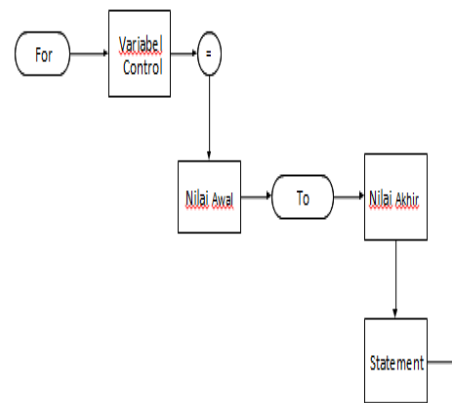 For
Variabel
Control
=
Nilai Awal
To
Nilai Akhir
Statement